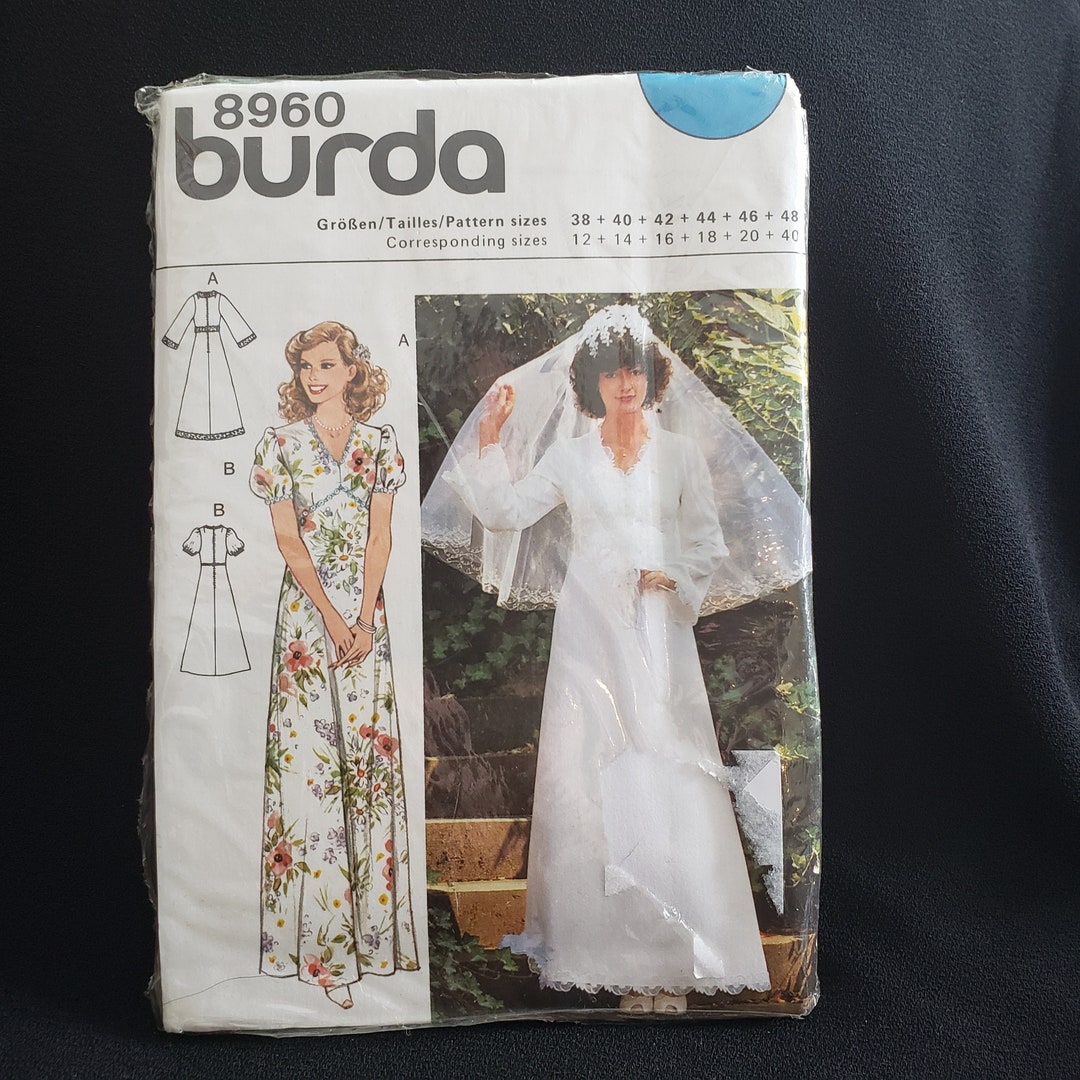 8960
burda
Größen/Tailles/Pattern sizes 38 + 40 + 42 + 44 + 46 + 48
Corresponding sizes 12 + 14 + 16 + 18 + 20 + 40
A
A
B
B